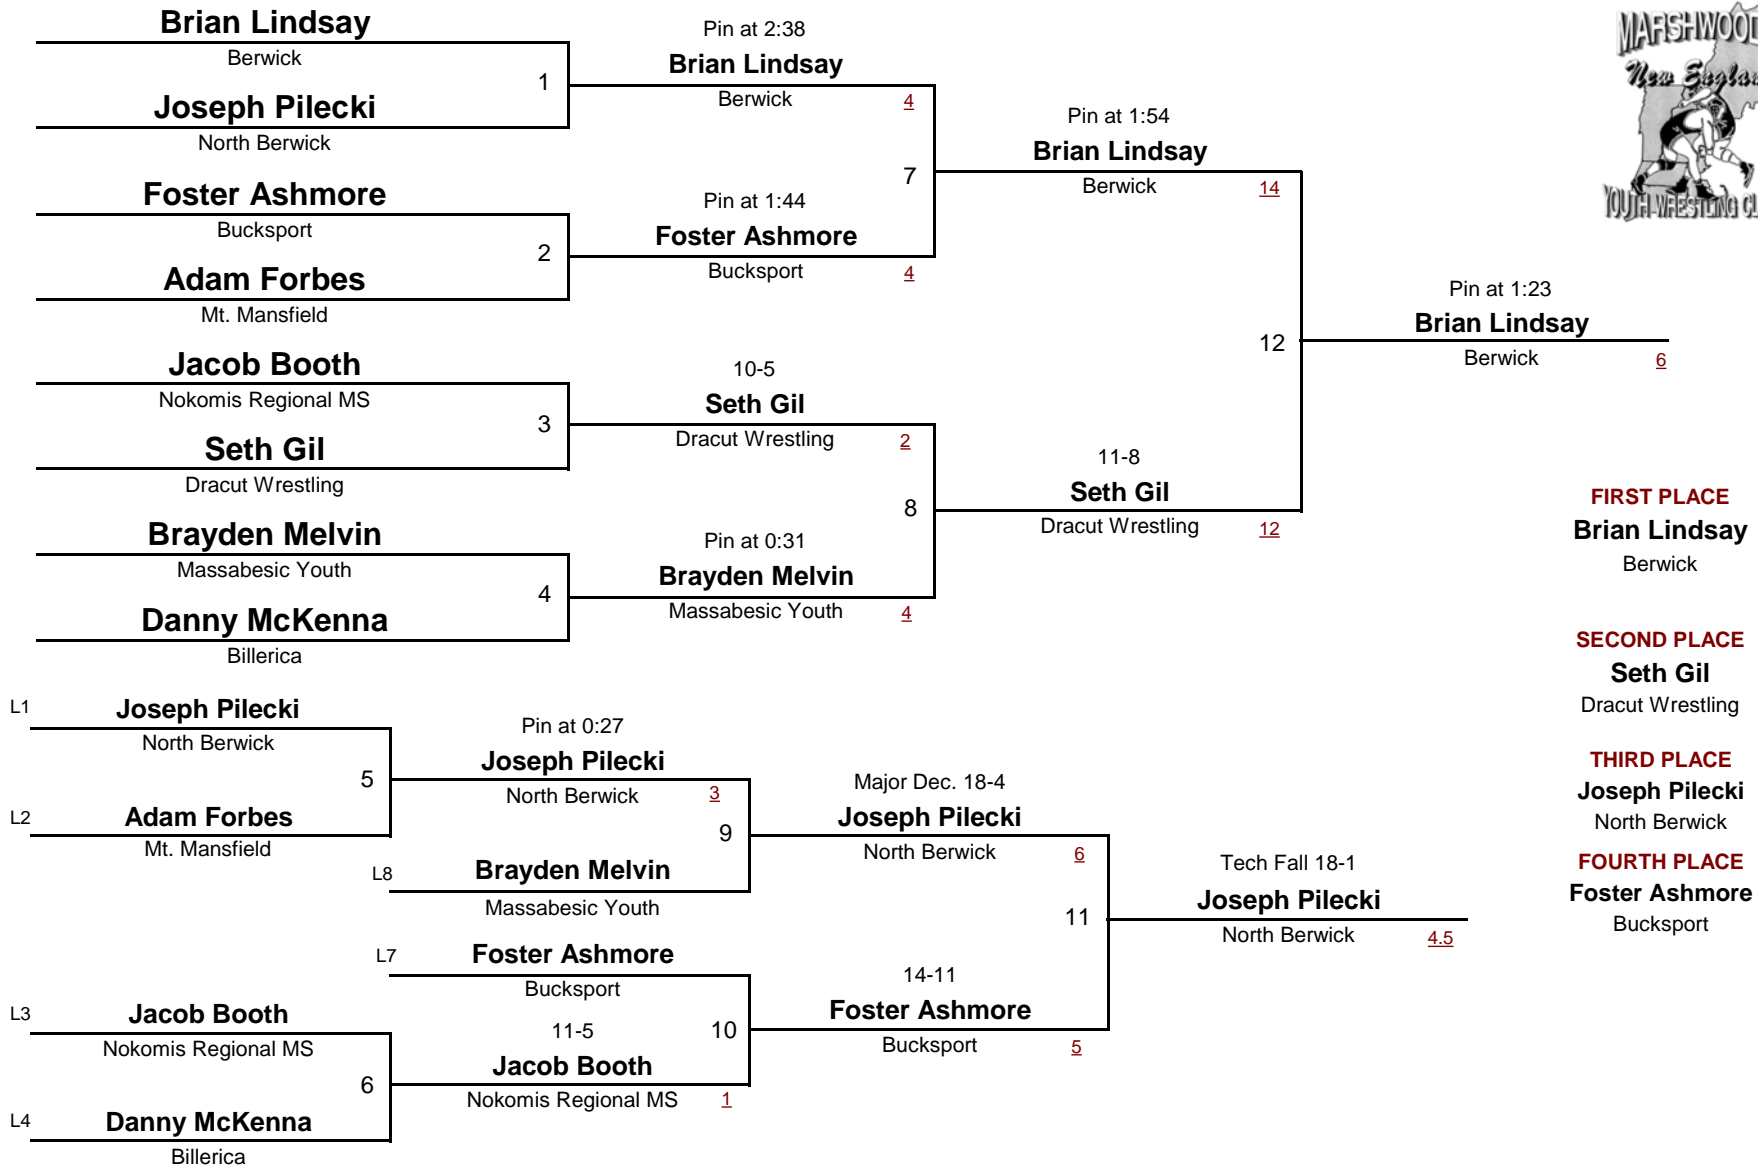 Brian Lindsay
Berwick
1
Joseph Pilecki
North Berwick
Foster Ashmore
Bucksport
2
Adam Forbes
Mt. Mansfield
Jacob Booth
Nokomis Regional MS
3
Seth Gil
Dracut Wrestling
Brayden Melvin
Massabesic Youth
4
Danny McKenna
Billerica
Pin at 2:38
Brian Lindsay
Berwick 4
7
Pin at 1:44
Foster Ashmore
Bucksport 4
10-5
Seth Gil
Dracut Wrestling 2
8
Pin at 0:31
Brayden Melvin
Massabesic Youth 4
Pin at 1:54
Brian Lindsay
Berwick 14
12
11-8
Seth Gil
Dracut Wrestling 12
Pin at 1:23
Brian Lindsay
Berwick 6
MARSHWOOD
New England
YOUTH WRESTLING CL
FIRST PLACE
Brian Lindsay
Berwick
SECOND PLACE
Seth Gil
Dracut Wrestling
THIRD PLACE
Joseph Pilecki
North Berwick
FOURTH PLACE
Foster Ashmore
Bucksport
L1 Joseph Pilecki
North Berwick
5
L2 Adam Forbes
Mt. Mansfield
L3 Jacob Booth
Nokomis Regional MS
6
L4 Danny McKenna
Billerica
Pin at 0:27
Joseph Pilecki
North Berwick 3
9
L8 Brayden Melvin
Massabesic Youth
L7 Foster Ashmore
Bucksport
11-5 10
Jacob Booth
Nokomis Regional MS 1
Major Dec. 18-4
Joseph Pilecki
North Berwick 6
11
14-11
Foster Ashmore
Bucksport 5
Tech Fall 18-1
Joseph Pilecki
North Berwick 4.5